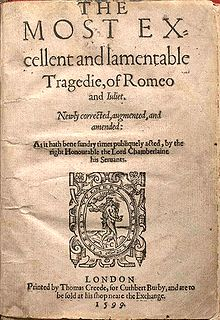 THE
MOST EX=
cellent and lamentable
Tragedie, of Romeo
and Iuliet.
Newly corrected, augmented, and
amended:
As it hath bene sundry times publiquely acted, by the
right Honourable the Lord Chamberlaine
his Seruants.
LONDON
Printed by Thomas Creede, for Cuthbert Burby, and are to
be sold at his shop neare the Exchange.
1599.